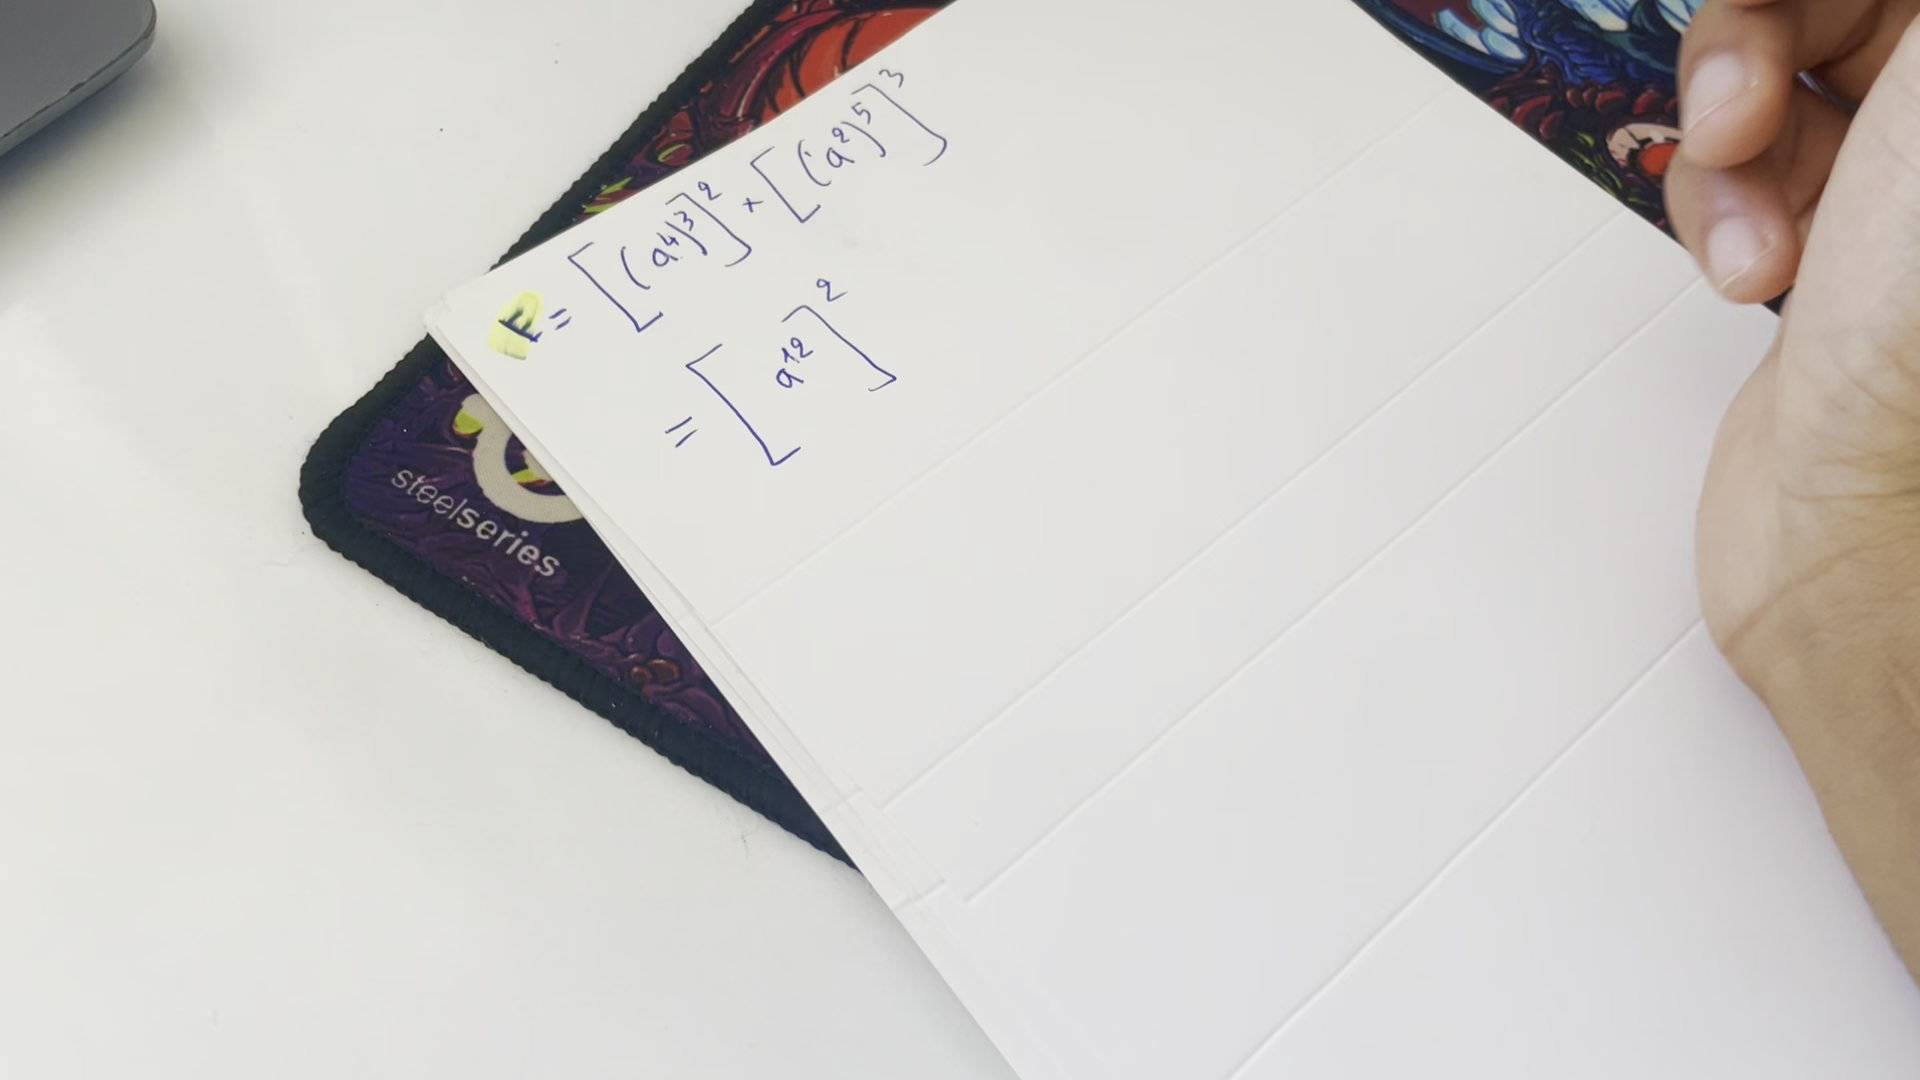 F = [(a⁴)³]² × [(a²)⁵]³
= [a¹²]²
steelseries